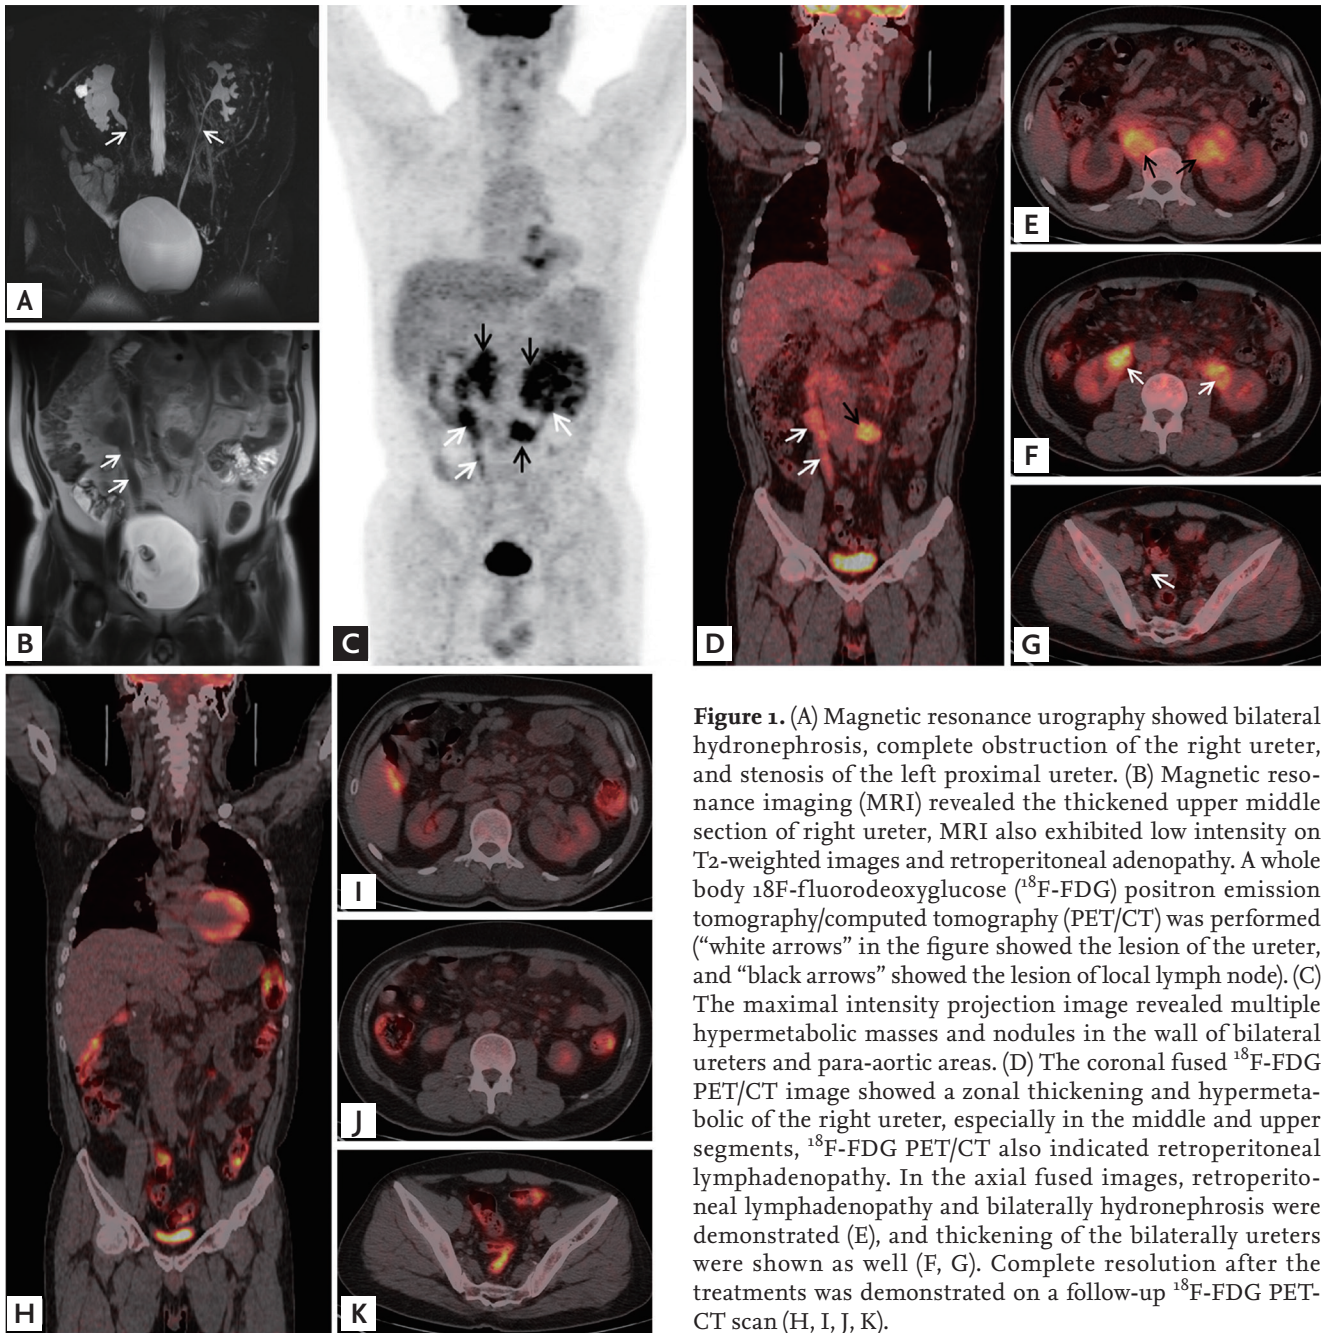 A
B
C
D
E
F
G
H
I
J
K
Figure 1. (A) Magnetic resonance urography showed bilateral
hydronephrosis, complete obstruction of the right ureter,
and stenosis of the left proximal ureter. (B) Magnetic reso-
nance imaging (MRI) revealed the thickened upper middle
section of right ureter, MRI also exhibited low intensity on
T2-weighted images and retroperitoneal adenopathy. A whole
body 18F-fluorodeoxyglucose (¹⁸F-FDG) positron emission
tomography/computed tomography (PET/CT) was performed
(“white arrows” in the figure showed the lesion of the ureter,
and “black arrows” showed the lesion of local lymph node). (C)
The maximal intensity projection image revealed multiple
hypermetabolic masses and nodules in the wall of bilateral
ureters and para-aortic areas. (D) The coronal fused ¹⁸F-FDG
PET/CT image showed a zonal thickening and hypermeta-
bolic of the right ureter, especially in the middle and upper
segments, ¹⁸F-FDG PET/CT also indicated retroperitoneal
lymphadenopathy. In the axial fused images, retroperito-
neal lymphadenopathy and bilaterally hydronephrosis were
demonstrated (E), and thickening of the bilaterally ureters
were shown as well (F, G). Complete resolution after the
treatments was demonstrated on a follow-up ¹⁸F-FDG PET-
CT scan (H, I, J, K).